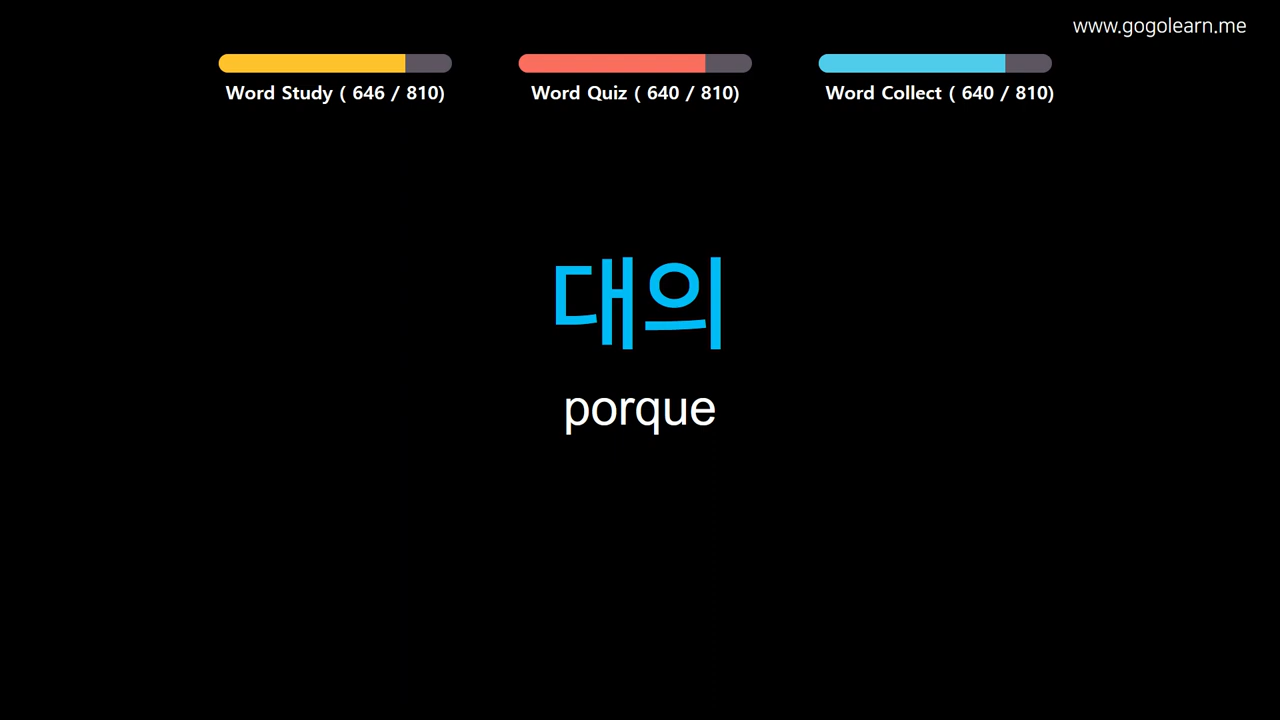 www.gogolearn.me
Word Study ( 646 / 810)
Word Quiz ( 640 / 810)
Word Collect ( 640 / 810)
대의
porque